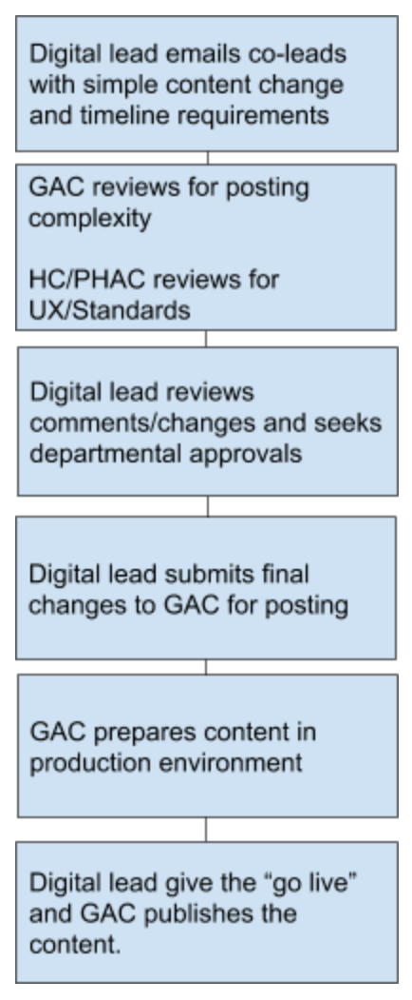 Digital lead emails co-leads
with simple content change
and timeline requirements
GAC reviews for posting
complexity
HC/PHAC reviews for
UX/Standards
Digital lead reviews
comments/changes and seeks
departmental approvals
Digital lead submits final
changes to GAC for posting
GAC prepares content in
production environment
Digital lead give the “go live”
and GAC publishes the
content.